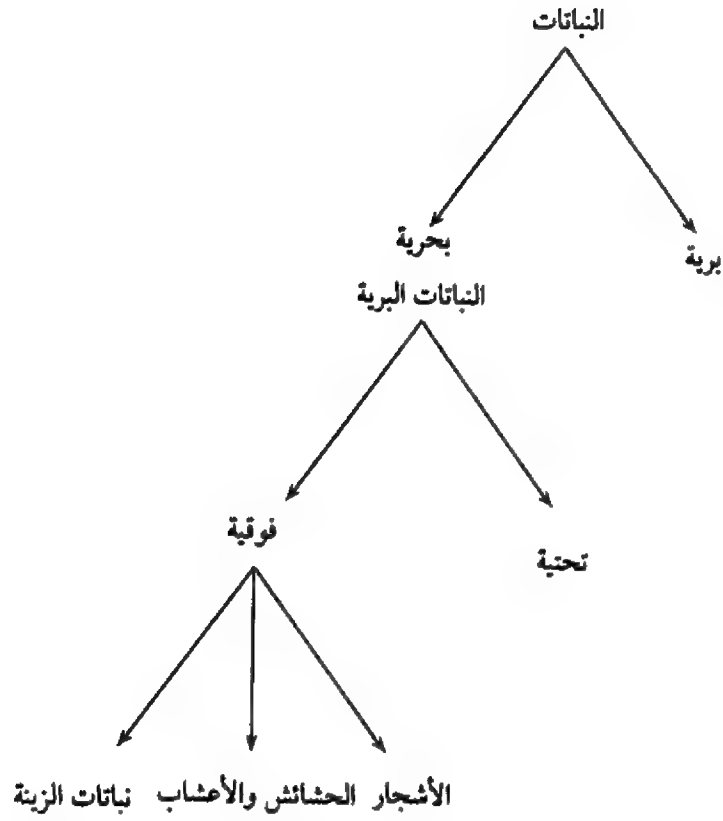 النباتات
برية
بحرية
النباتات البرية
تحتية
فوقية
الأشجار
الحشائش والأعشاب
نباتات الزينة